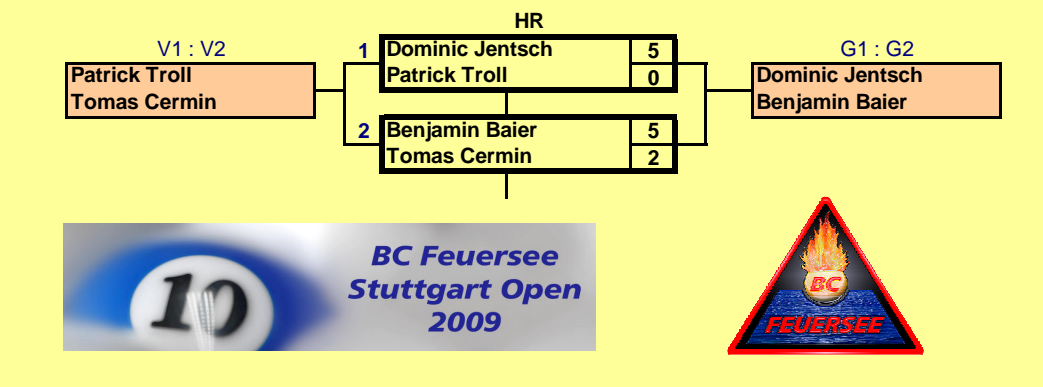 HR
V1 : V2
1 Dominic Jentsch 5
G1 : G2
Patrick Troll
Patrick Troll 0
Dominic Jentsch
Tomas Cermin
Benjamin Baier
2 Benjamin Baier 5
Tomas Cermin 2
10
BC Feuersee
Stuttgart Open
2009
BC
FEUERSEE